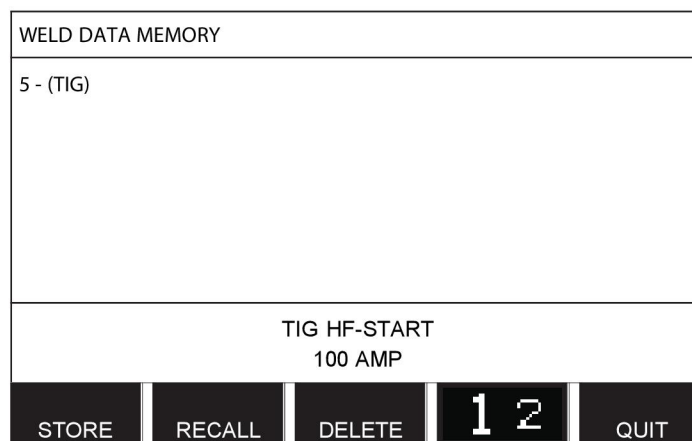 WELD DATA MEMORY
5 - (TIG)
TIG HF-START
100 AMP
STORE RECALL DELETE 1 2 QUIT